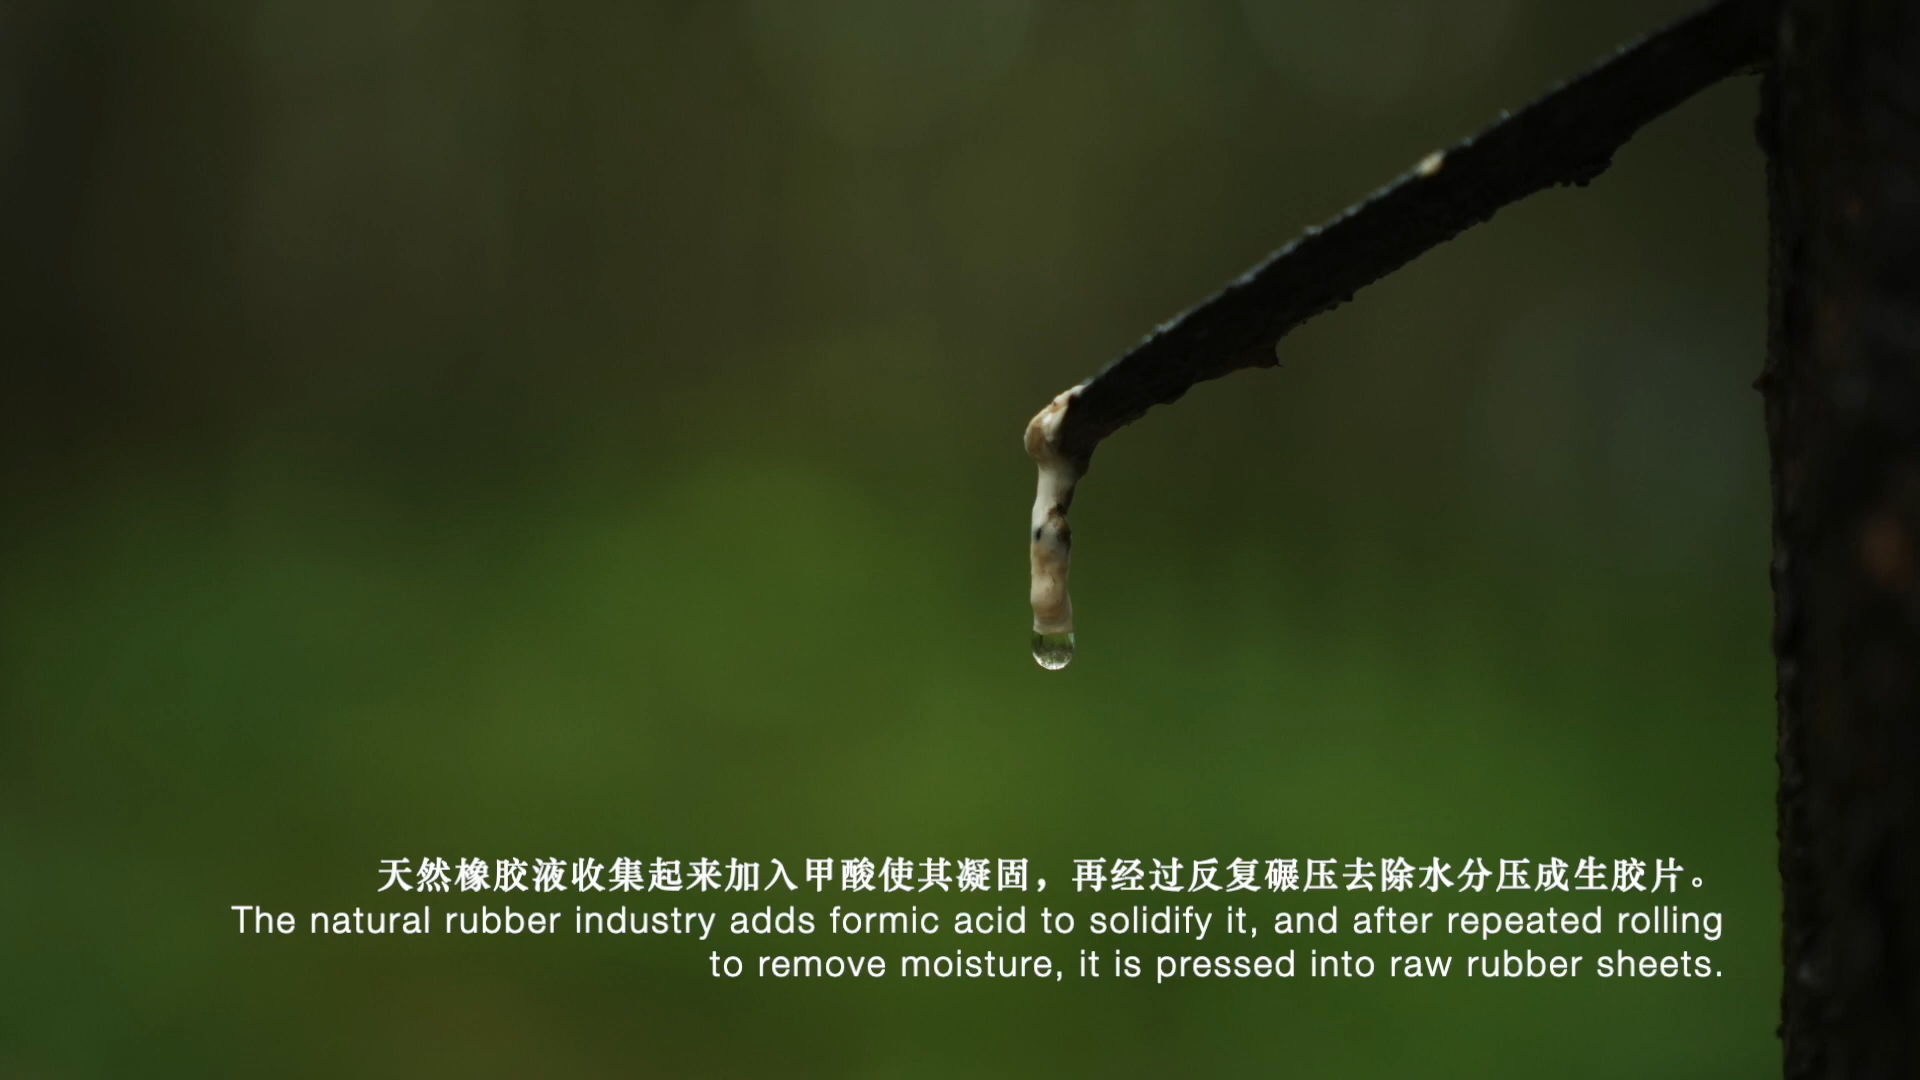 天然橡胶液收集起来加入甲酸使其凝固，再经过反复碾压去除水分压成生胶片。
The natural rubber industry adds formic acid to solidify it, and after repeated rolling
to remove moisture, it is pressed into raw rubber sheets.